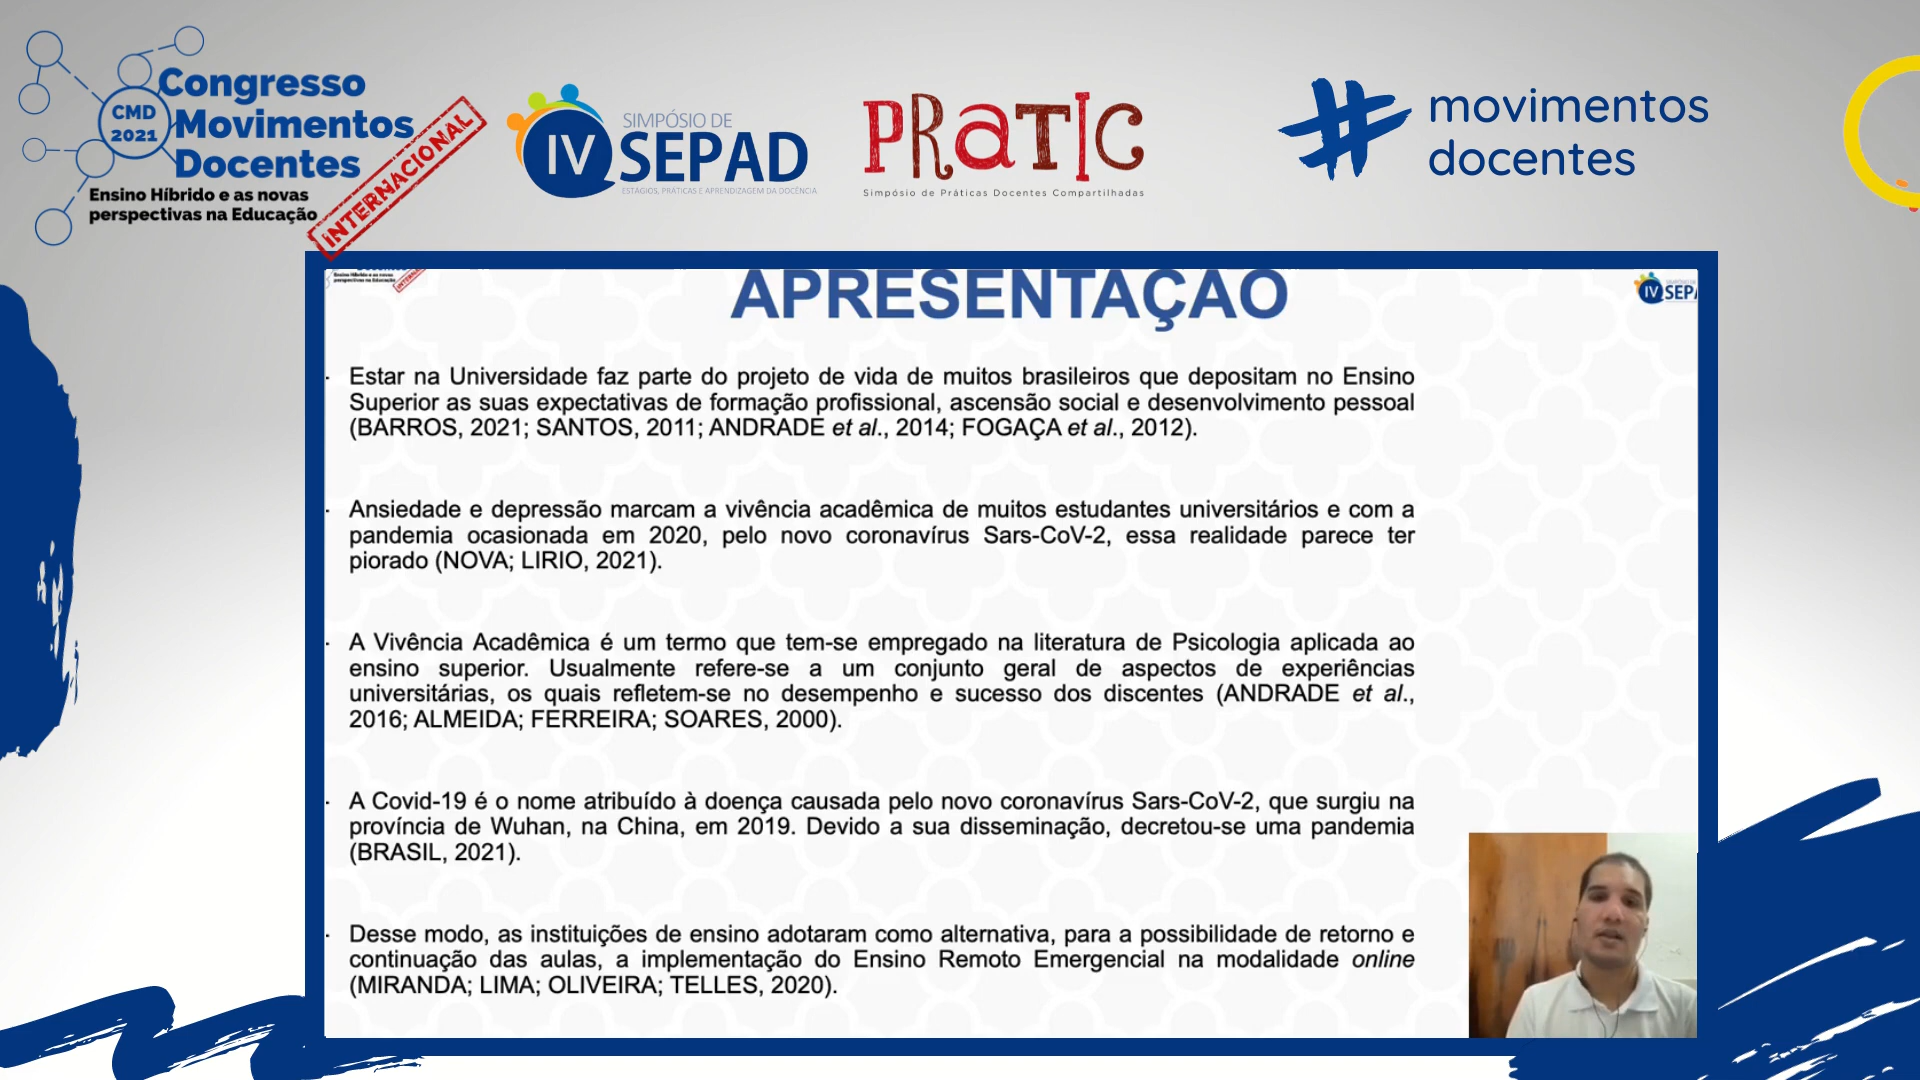 CMD
2021
Congresso
Movimentos
Docentes
Ensino Híbrido e as novas
perspectivas na Educação
INTERNACIONAL
SIMPÓSIO DE
IV SEPAD
ESTÁGIOS, PRÁTICAS E APRENDIZAGEM DA DOCÊNCIA
PRATIC
Simpósio de Práticas Docentes Compartilhadas
# movimentos
docentes
Ensino Híbrido e as novas
perspectivas na Educação
IV SEPA
APRESENTAÇÃO
Estar na Universidade faz parte do projeto de vida de muitos brasileiros que depositam no Ensino
Superior as suas expectativas de formação profissional, ascensão social e desenvolvimento pessoal
(BARROS, 2021; SANTOS, 2011; ANDRADE et al., 2014; FOGAÇA et al., 2012).
Ansiedade e depressão marcam a vivência acadêmica de muitos estudantes universitários e com a
pandemia ocasionada em 2020, pelo novo coronavírus Sars-CoV-2, essa realidade parece ter
piorado (NOVA; LIRIO, 2021).
A Vivência Acadêmica é um termo que tem-se empregado na literatura de Psicologia aplicada ao
ensino superior. Usualmente refere-se a um conjunto geral de aspectos de experiências
universitárias, os quais refletem-se no desempenho e sucesso dos discentes (ANDRADE et al.,
2016; ALMEIDA; FERREIRA; SOARES, 2000).
A Covid-19 é o nome atribuído à doença causada pelo novo coronavírus Sars-CoV-2, que surgiu na
província de Wuhan, na China, em 2019. Devido a sua disseminação, decretou-se uma pandemia
(BRASIL, 2021).
Desse modo, as instituições de ensino adotaram como alternativa, para a possibilidade de retorno e
continuação das aulas, a implementação do Ensino Remoto Emergencial na modalidade online
(MIRANDA; LIMA; OLIVEIRA; TELLES, 2020).